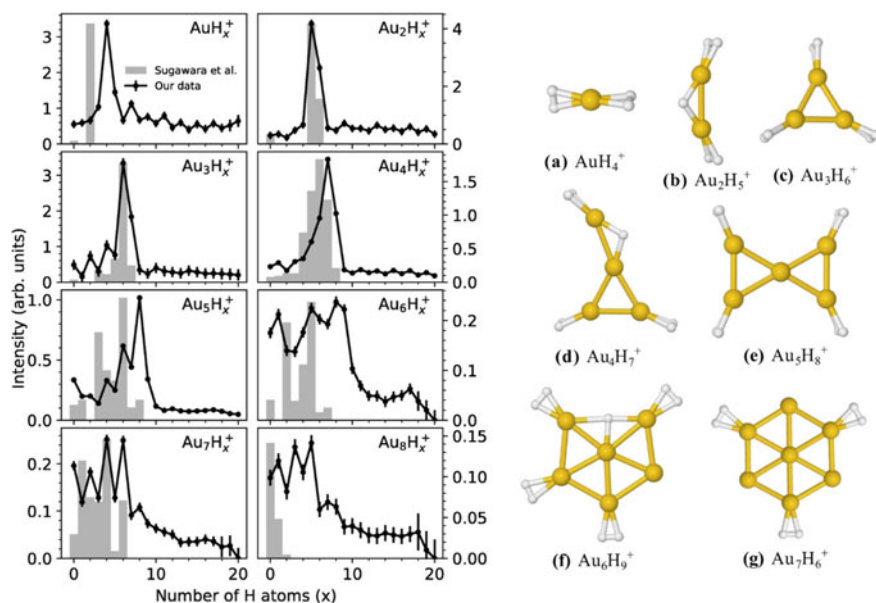 AuHₓ⁺
Au₂Hₓ⁺
Sugawara et al.
Our data
3
2
1
0
4
2
0
Au₃Hₓ⁺
Au₄Hₓ⁺
3
2
1
0
1.5
1.0
0.5
0.0
Au₅Hₓ⁺
Au₆Hₓ⁺
1.0
0.5
0.0
0.2
0.1
0.0
Au₇Hₓ⁺
Au₈Hₓ⁺
0.2
0.1
0.0
0.15
0.10
0.05
0.00
0 10 20 0 10 20
Number of H atoms (x)
Intensity (arb. units)
(a) AuH₄⁺
(b) Au₂H₅⁺
(c) Au₃H₆⁺
(d) Au₄H₇⁺
(e) Au₅H₈⁺
(f) Au₆H₉⁺
(g) Au₇H₆⁺